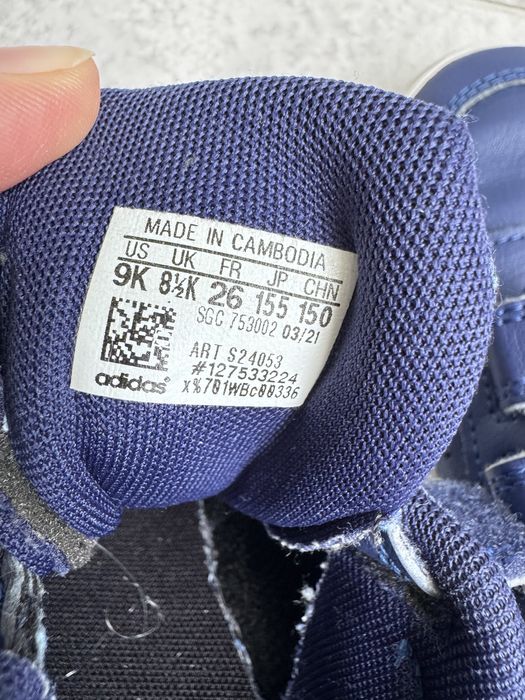 MADE IN CAMBODIA
US UK FR JP CHN
9K 8½K 26 155 150
SGC 753002 03/21
ART S24053
#127533224
adidas x%701WBc00336